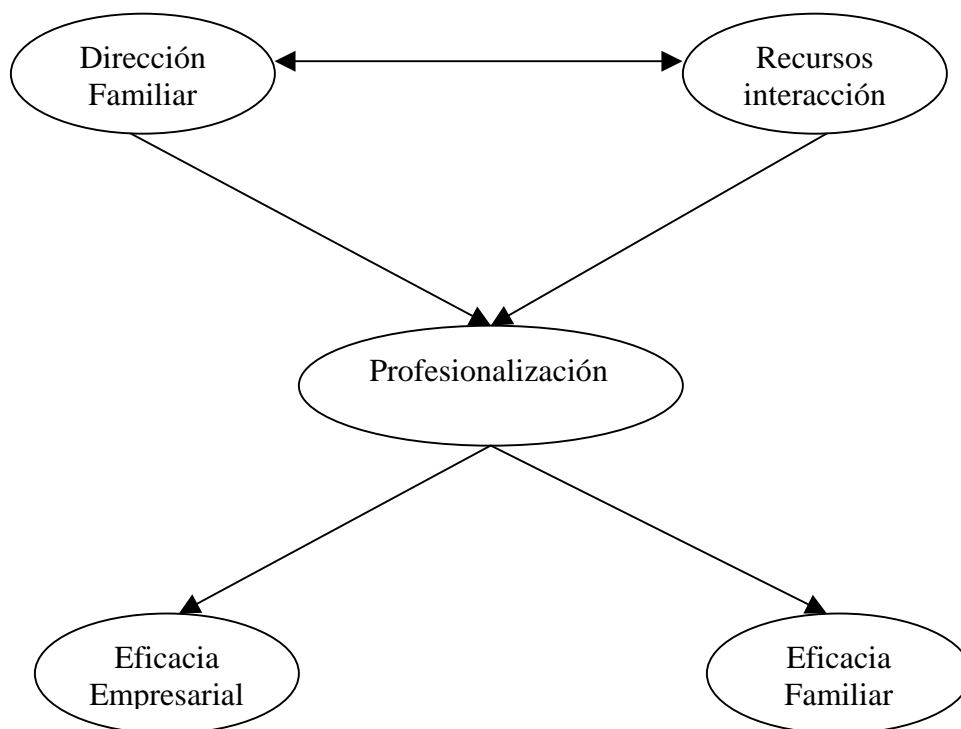 Dirección
Familiar
Recursos
interacción
Profesionalización
Eficacia
Empresarial
Eficacia
Familiar